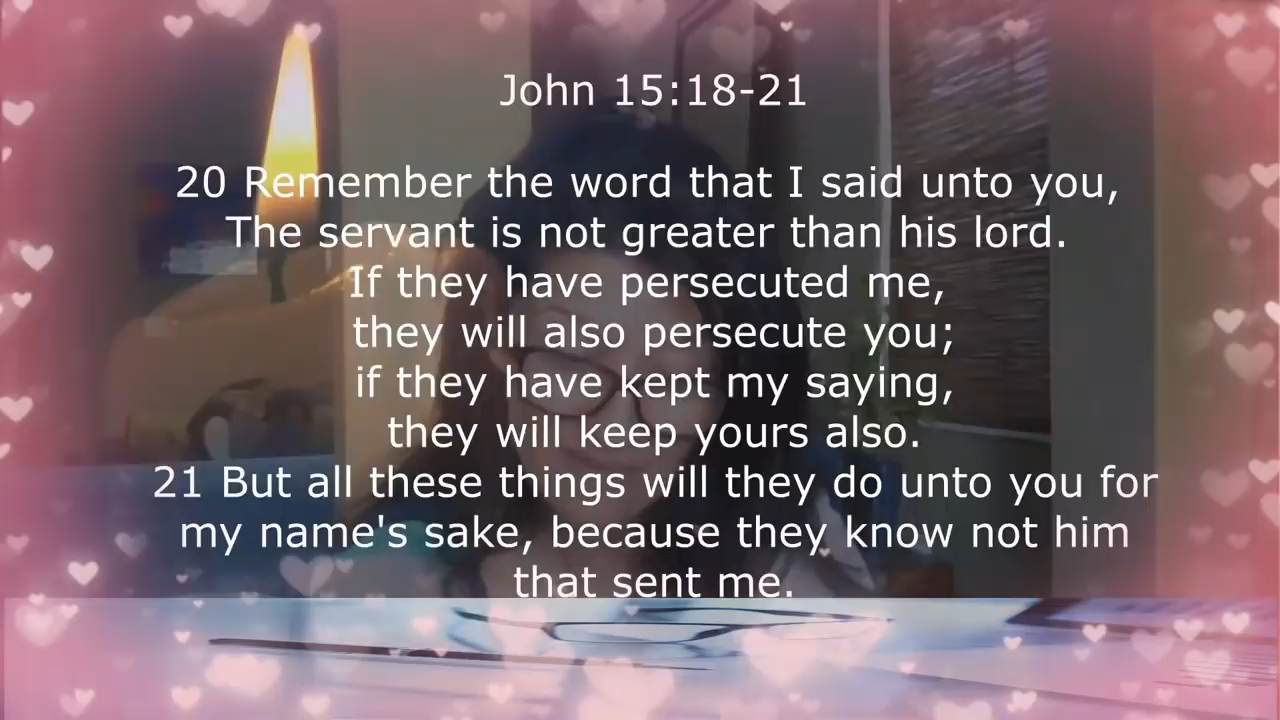 John 15:18-21
20 Remember the word that I said unto you,
The servant is not greater than his lord.
If they have persecuted me,
they will also persecute you;
if they have kept my saying,
they will keep yours also.
21 But all these things will they do unto you for
my name's sake, because they know not him
that sent me.